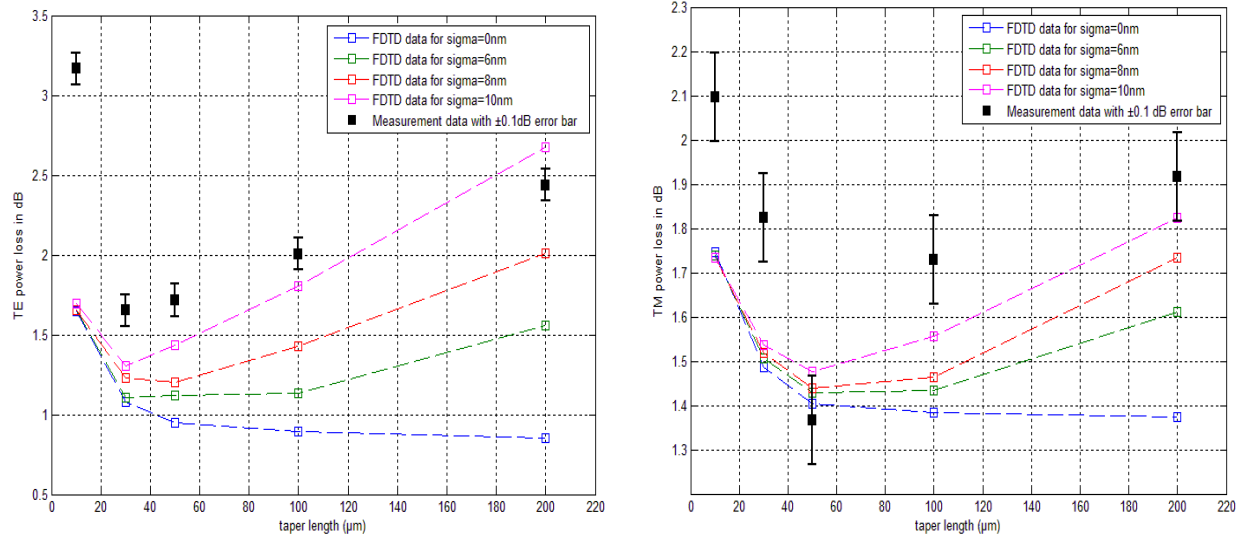 3.5
3
2.5
2
1.5
1
0.5
TE power loss in dB
0 20 40 60 80 100 120 140 160 180 200 220
taper length (µm)
FDTD data for sigma=0nm
FDTD data for sigma=6nm
FDTD data for sigma=8nm
FDTD data for sigma=10nm
Measurement data with ±0.1dB error bar
2.3
2.2
2.1
2
1.9
1.8
1.7
1.6
1.5
1.4
1.3
TM power loss in dB
0 20 40 60 80 100 120 140 160 180 200 220
taper length (µm)
FDTD data for sigma=0nm
FDTD data for sigma=6nm
FDTD data for sigma=8nm
FDTD data for sigma=10nm
Measurement data with ±0.1 dB error bar